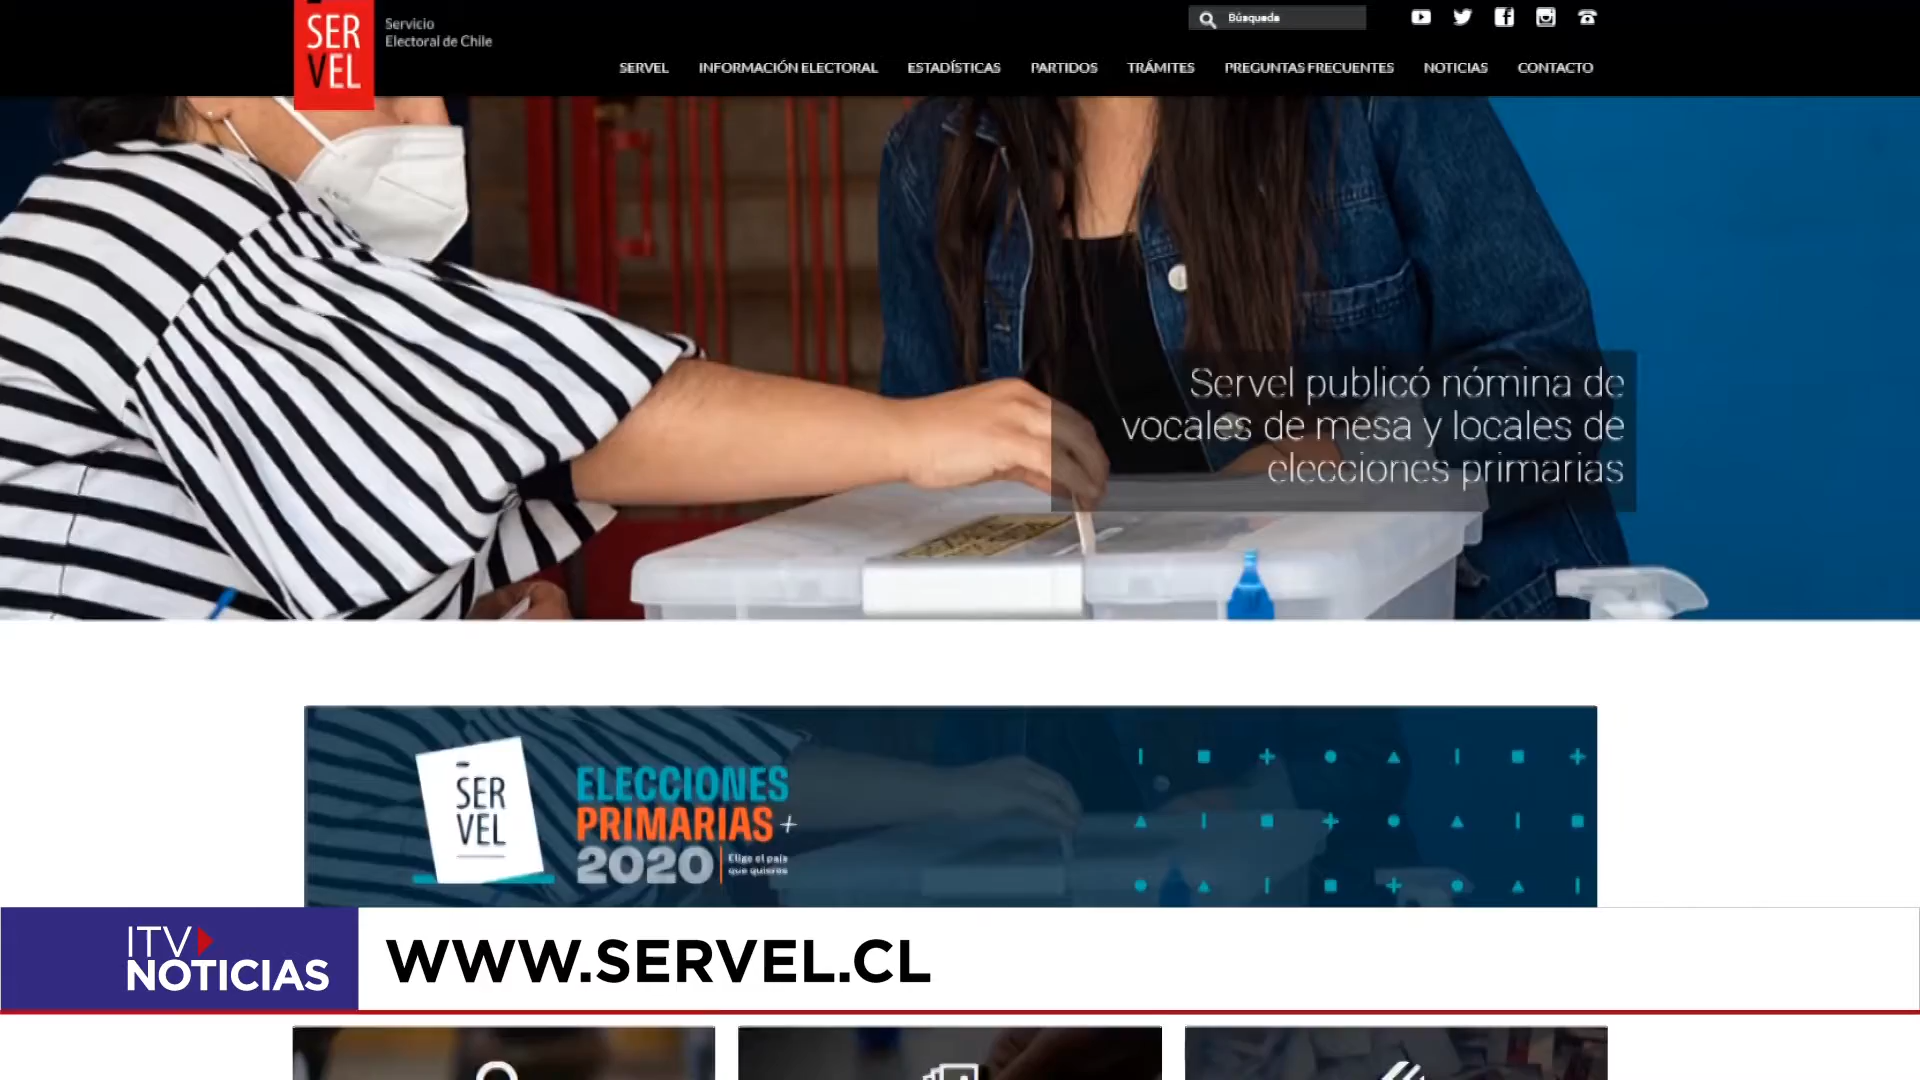 SER
VEL
Servicio
Electoral de Chile
Búsqueda
SERVEL INFORMACIÓN ELECTORAL ESTADÍSTICAS PARTIDOS TRÁMITES PREGUNTAS FRECUENTES NOTICIAS CONTACTO
Servel publicó nómina de
vocales de mesa y locales de
elecciones primarias
SER
VEL
ELECCIONES
PRIMARIAS+
2020
Elige el país
que quieres
ITV
NOTICIAS
WWW.SERVEL.CL